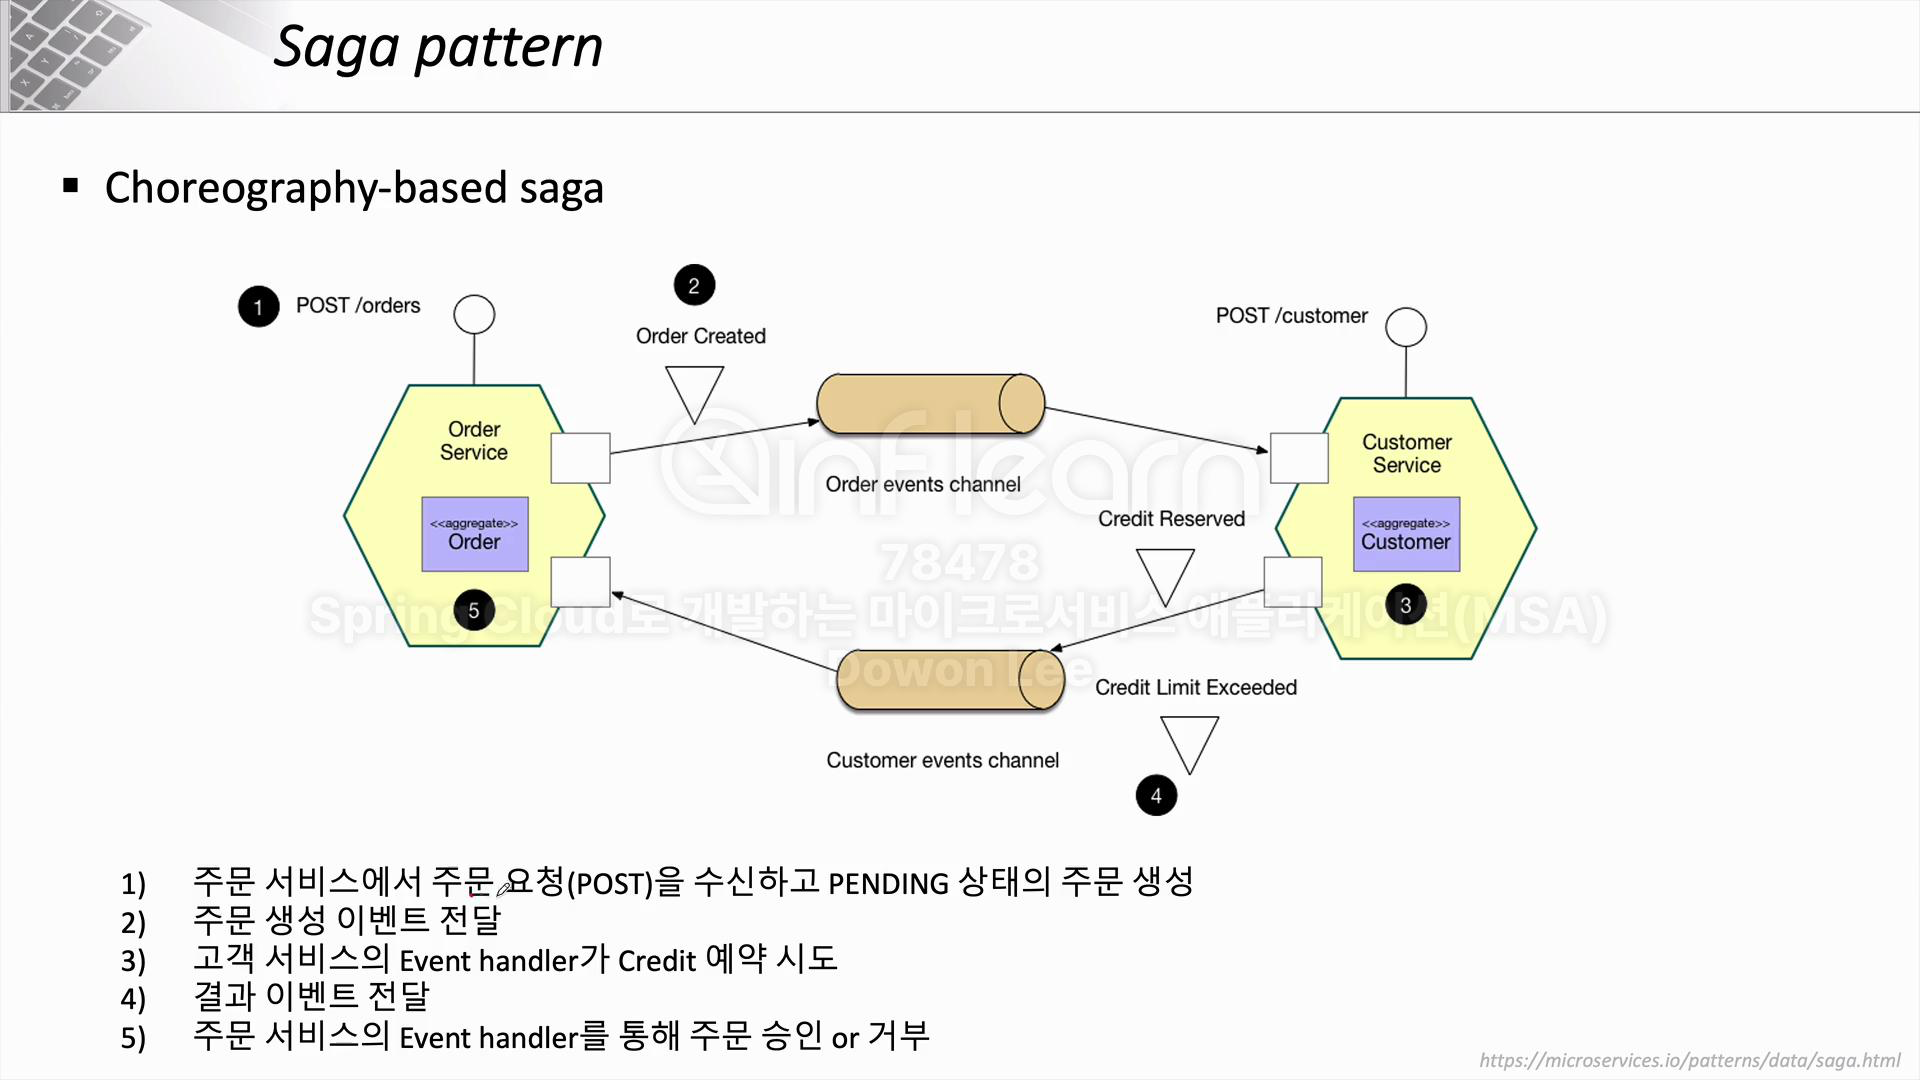 Saga pattern
▪ Choreography-based saga
1 POST /orders
2
Order Created
POST /customer
Order
Service
<<aggregate>>
Order
5
Order events channel
Customer
Service
<<aggregate>>
Customer
3
Credit Reserved
Credit Limit Exceeded
4
Customer events channel
inflearn
78478
Spring Cloud로 개발하는 마이크로서비스 애플리케이션(MSA)
Dowon Lee
1) 주문 서비스에서 주문 요청(POST)을 수신하고 PENDING 상태의 주문 생성
2) 주문 생성 이벤트 전달
3) 고객 서비스의 Event handler가 Credit 예약 시도
4) 결과 이벤트 전달
5) 주문 서비스의 Event handler를 통해 주문 승인 or 거부
https://microservices.io/patterns/data/saga.html